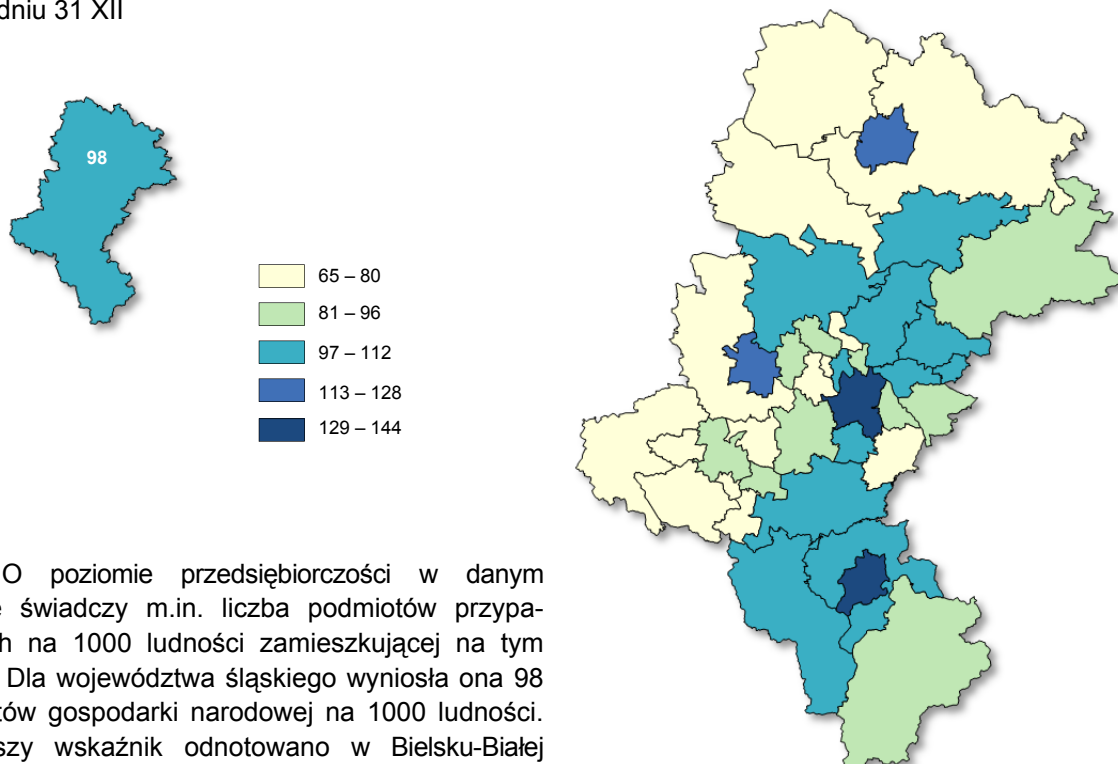 dniu 31 XII
98
65 – 80
81 – 96
97 – 112
113 – 128
129 – 144
O poziomie przedsiębiorczości w danym
świadczy m.in. liczba podmiotów przypa-
na 1000 ludności zamieszkującej na tym
Dla województwa śląskiego wyniosła ona 98
tów gospodarki narodowej na 1000 ludności.
szy wskaźnik odnotowano w Bielsku-Białej